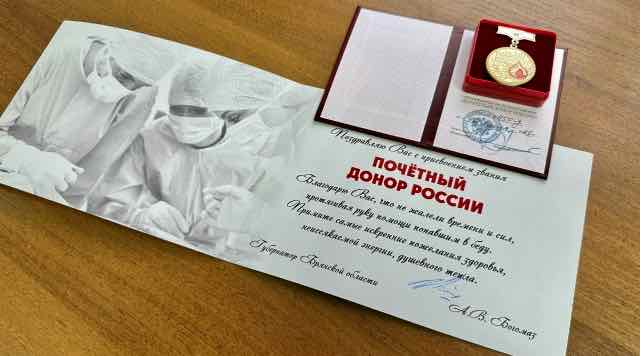 Поздравляю Вас с присвоением звания
ПОЧЁТНЫЙ
ДОНОР РОССИИ
Благодарю Вас, что не жалели времени и сил,
протягивая руку помощи попавшим в беду.
Примите самые искренние пожелания здоровья,
неиссякаемой энергии, душевного тепла.
Губернатор Брянской области
А.В. Богомаз